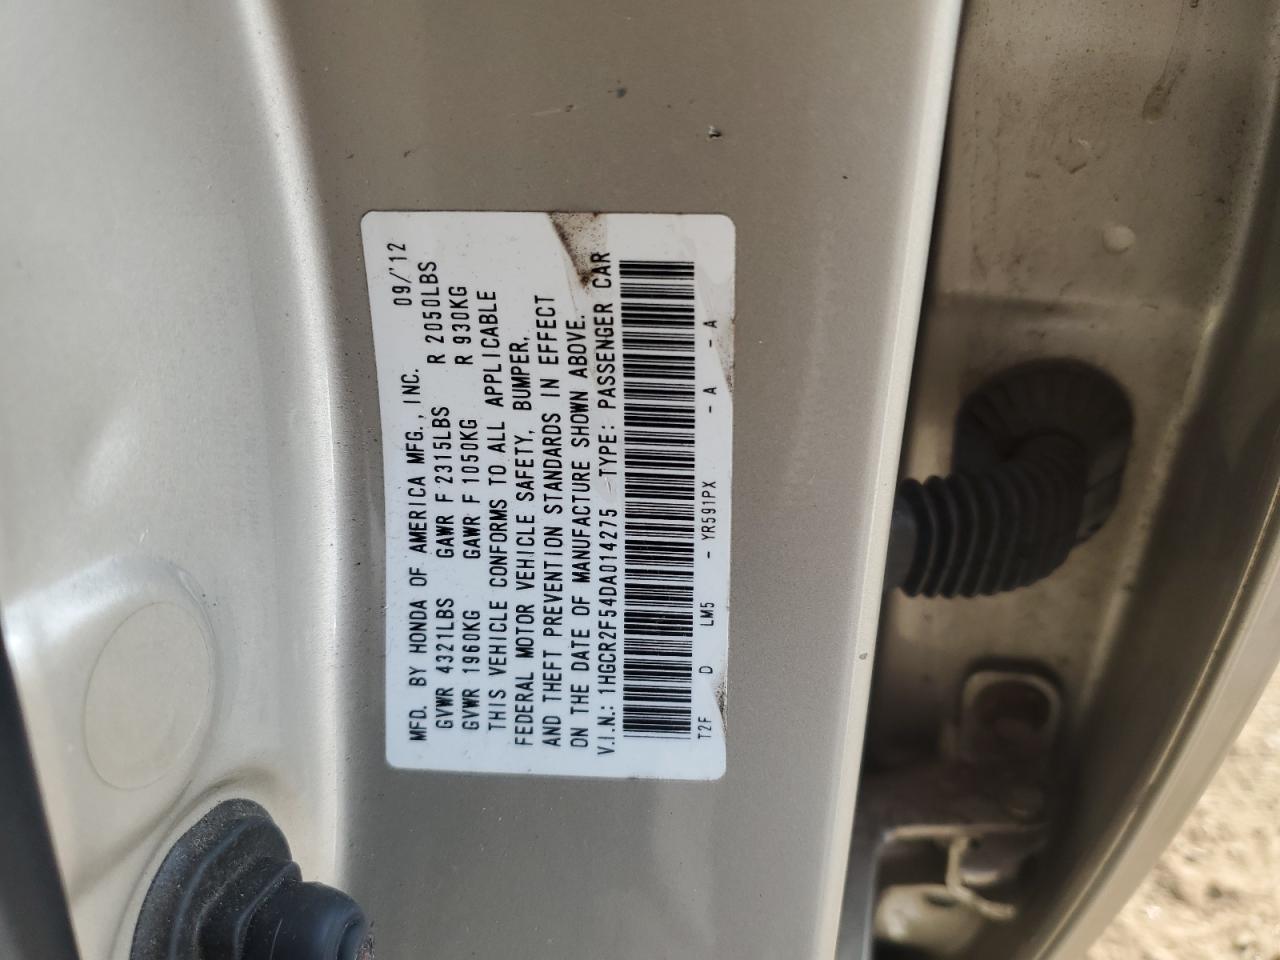 MFD. BY HONDA OF AMERICA MFG., INC. 09/'12
GVWR 4321LBS GAWR F 2315LBS R 2050LBS
GVWR 1960KG GAWR F 1050KG R 930KG
THIS VEHICLE CONFORMS TO ALL APPLICABLE
FEDERAL MOTOR VEHICLE SAFETY, BUMPER,
AND THEFT PREVENTION STANDARDS IN EFFECT
ON THE DATE OF MANUFACTURE SHOWN ABOVE.
V.I.N.: 1HGCR2F54DA014275 TYPE: PASSENGER CAR
T2F D LM5 - YR591PX - A - A